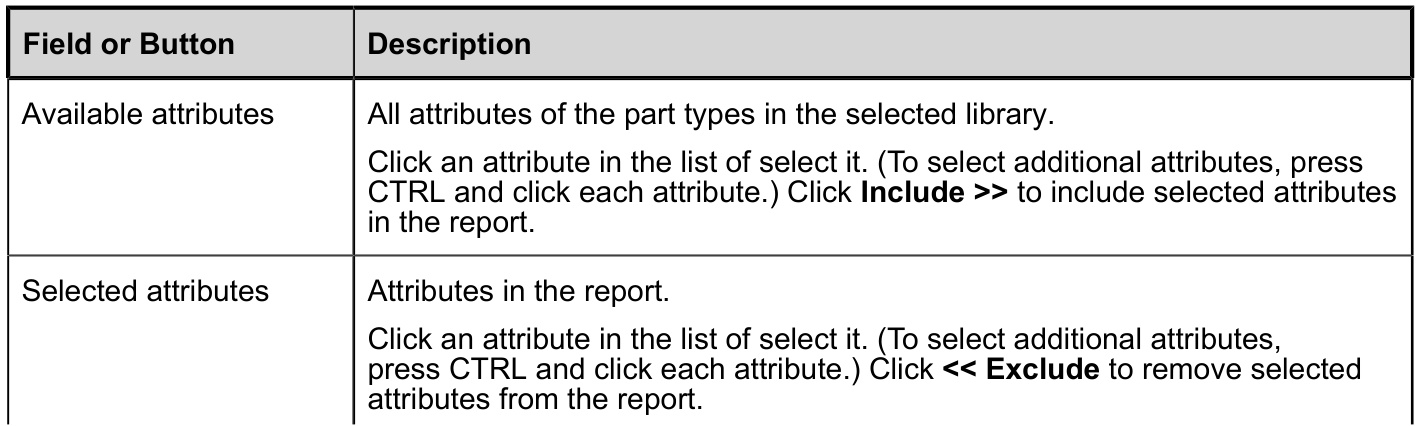 Field or Button
Description
Available attributes
All attributes of the part types in the selected library.
Click an attribute in the list of select it. (To select additional attributes, press
CTRL and click each attribute.) Click Include >> to include selected attributes
in the report.
Selected attributes
Attributes in the report.
Click an attribute in the list of select it. (To select additional attributes,
press CTRL and click each attribute.) Click << Exclude to remove selected
attributes from the report.